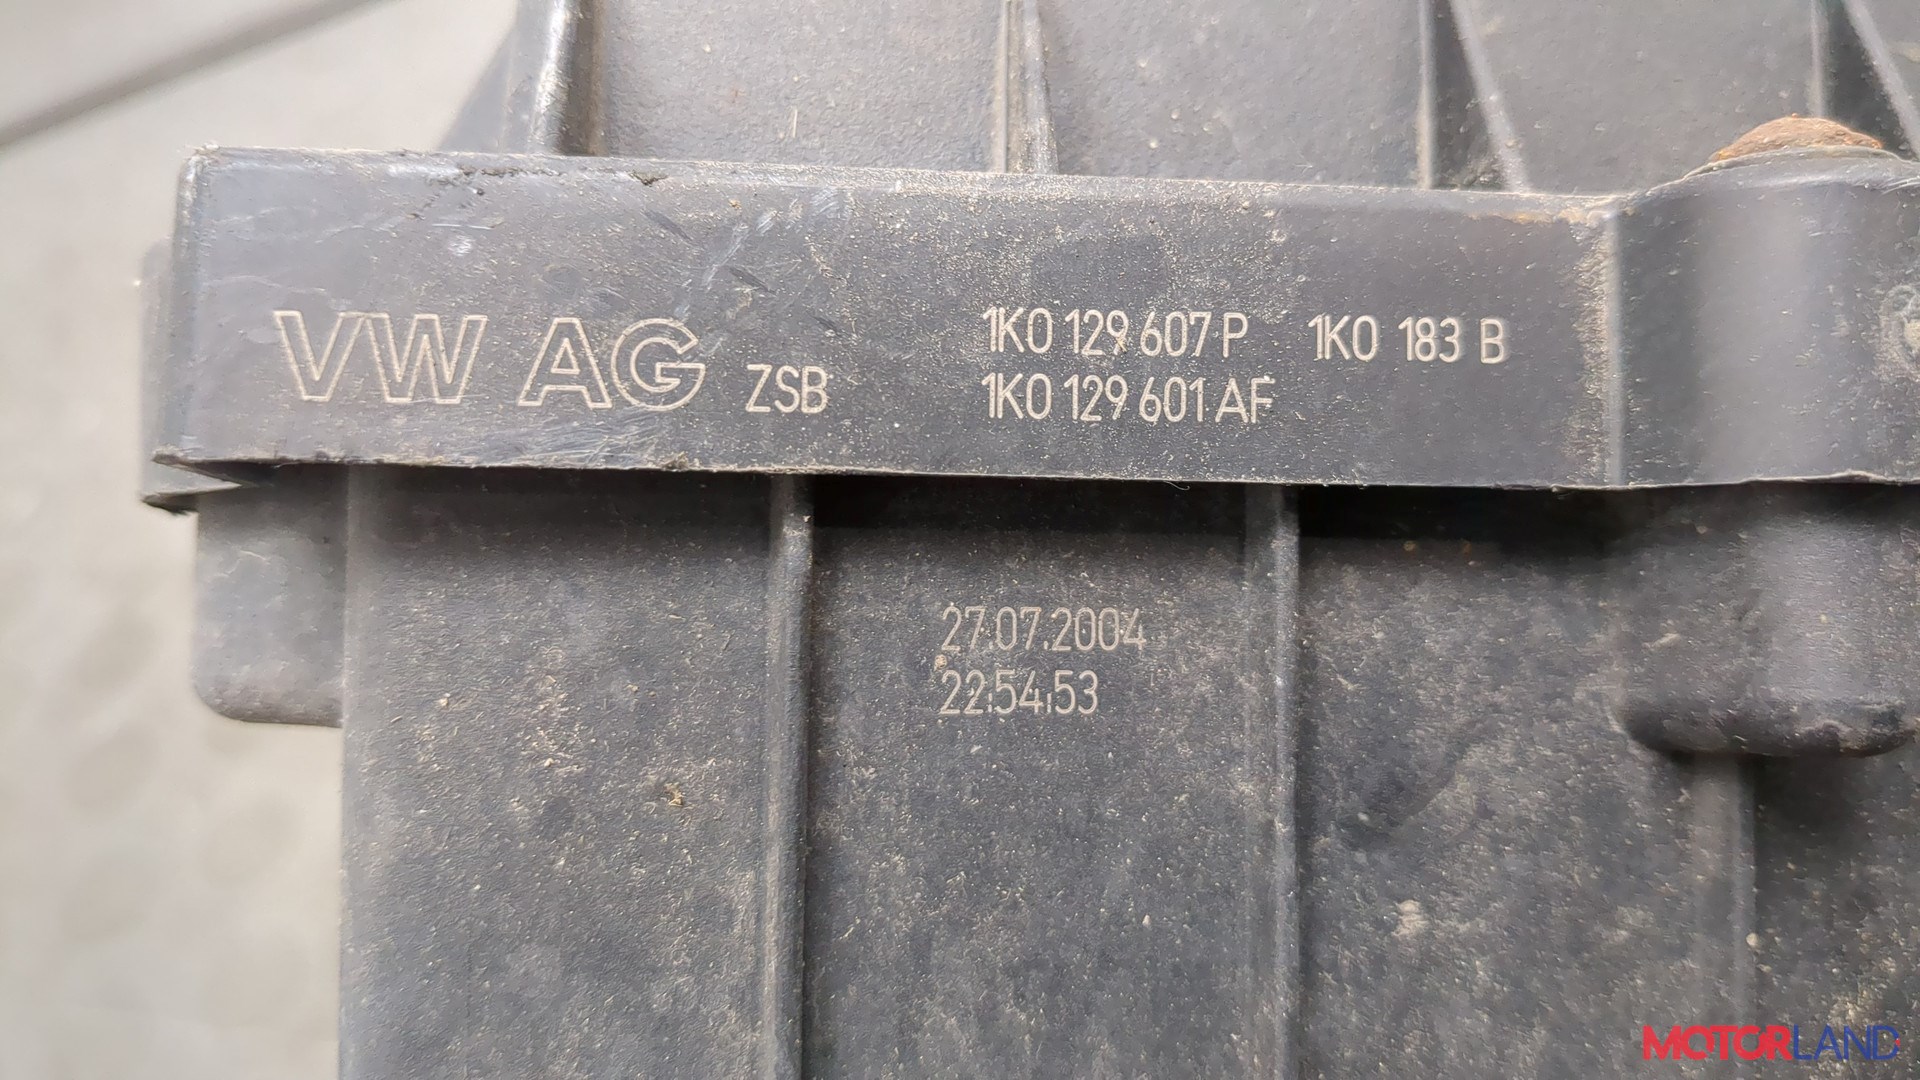 VW AG ZSB 1K0 129 607 P 1K0 183 B
1K0 129 601 AF
27.07.2004
22:54:53
MOTORLAND